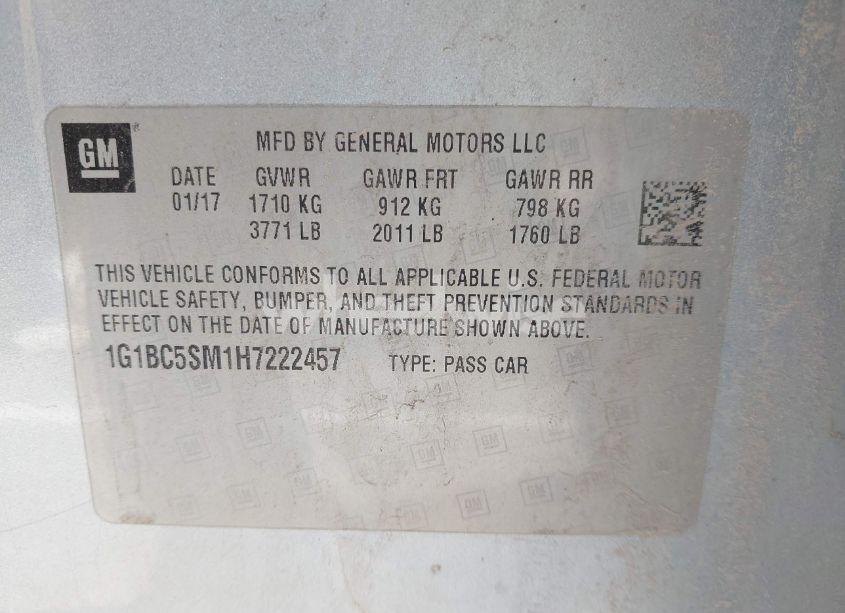 GM
MFD BY GENERAL MOTORS LLC
DATE GVWR GAWR FRT GAWR RR
01/17 1710 KG 912 KG 798 KG
3771 LB 2011 LB 1760 LB
THIS VEHICLE CONFORMS TO ALL APPLICABLE U.S. FEDERAL MOTOR
VEHICLE SAFETY, BUMPER, AND THEFT PREVENTION STANDARDS IN
EFFECT ON THE DATE OF MANUFACTURE SHOWN ABOVE.
1G1BC5SM1H7222457 TYPE: PASS CAR